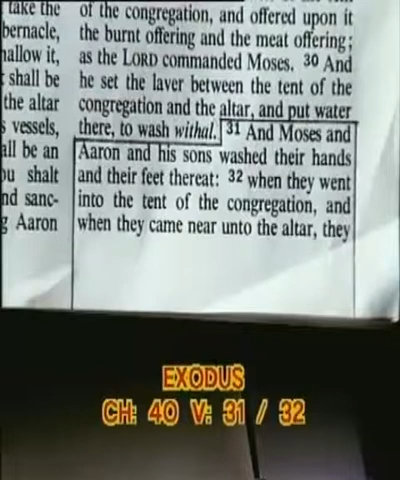 take the
bernacle,
hallow it,
shall be
the altar
vessels,
all be an
ou shalt
nd sanc-
g Aaron
of the congregation, and offered upon it
the burnt offering and the meat offering;
as the LORD commanded Moses. 30 And
he set the laver between the tent of the
congregation and the altar, and put water
there, to wash withal. 31 And Moses and
Aaron and his sons washed their hands
and their feet thereat: 32 when they went
into the tent of the congregation, and
when they came near unto the altar, they
EXODUS
CH: 40 V: 31 / 32